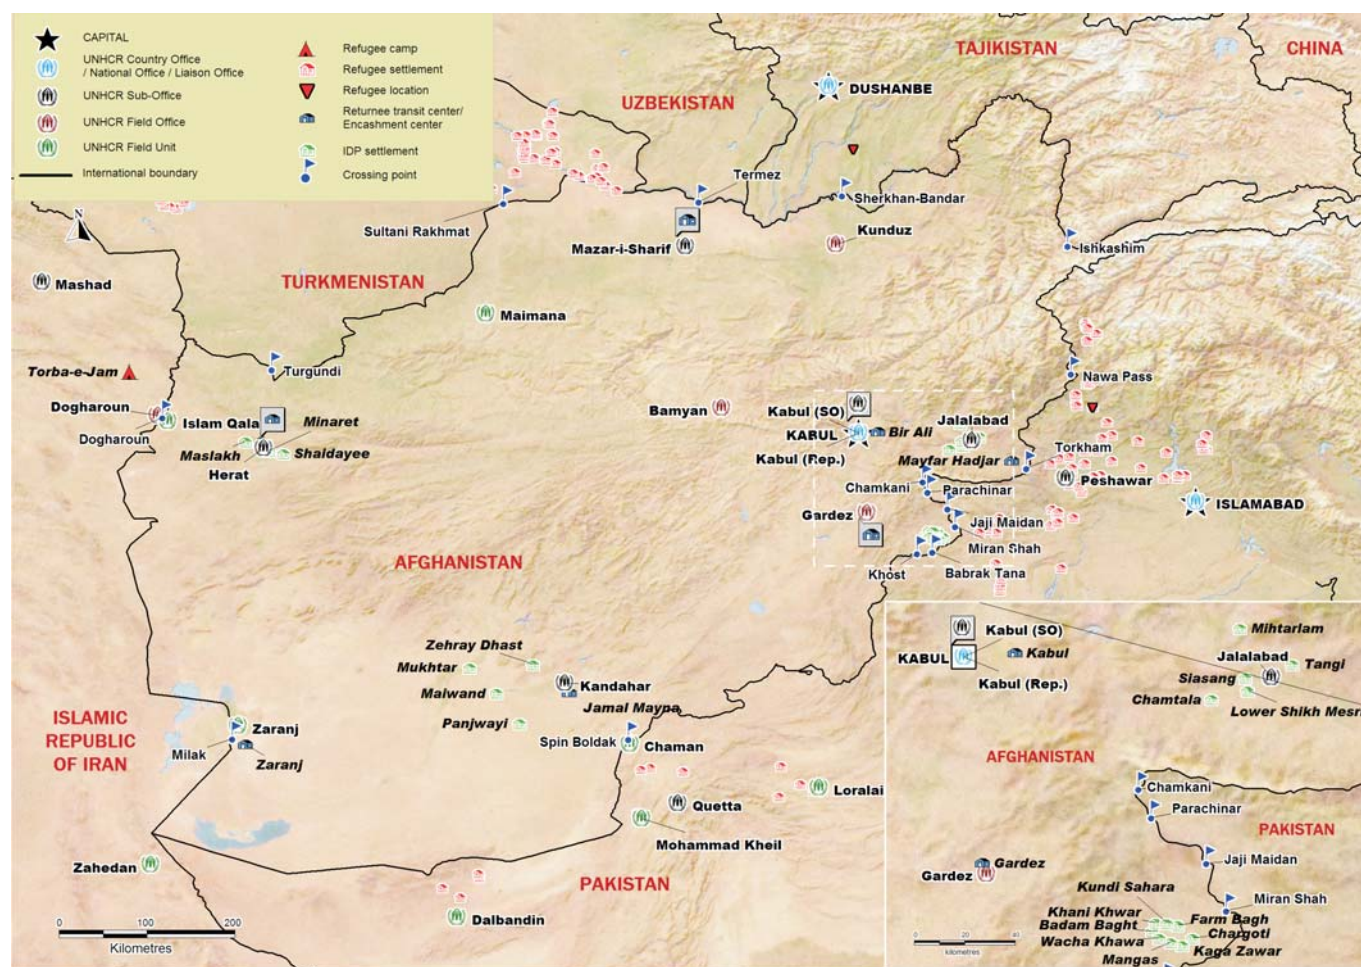 CAPITAL
UNHCR Country Office
/ National Office / Liaison Office
UNHCR Sub-Office
UNHCR Field Office
UNHCR Field Unit
International boundary
Refugee camp
Refugee settlement
Refugee location
Returnee transit center/
Encashment center
IDP settlement
Crossing point
TAJIKISTAN
CHINA
UZBEKISTAN
DUSHANBE
Termez
Sherkhan-Bandar
Sultani Rakhmat
N
Mazar-i-Sharif
Kunduz
Ishkashim
Mashad
TURKMENISTAN
Maimana
Torba-e-Jam
Turgundi
Nawa Pass
Dogharoun
Dogharoun
Islam Qala
Minaret
Maslakh
Shaidayee
Herat
Bamyan
Kabul (SO)
KABUL
Bir Ali
Kabul (Rep.)
Jalalabad
Mayfar Hadjar
Torkham
Peshawar
Chamkani
Parachinar
ISLAMABAD
Gardez
Jaji Maidan
Miran Shah
Khost
Babrak Tana
AFGHANISTAN
Zehray Dhast
Mukhtar
Maiwand
Kandahar
Jamal Mayna
Panjwayi
Spin Boldak
Chaman
ISLAMIC
REPUBLIC
OF IRAN
Zaranj
Milak
Zaranj
Loralai
Quetta
Mohammad Kheil
Zahedan
PAKISTAN
Dalbandin
0 100 200
Kilometres
Kabul (SO)
KABUL
Kabul
Kabul (Rep.)
Mihtarlam
Jalalabad
Tangi
Siasang
Chamtala
Lower Shikh Mesri
AFGHANISTAN
Chamkani
Parachinar
PAKISTAN
Jaji Maidan
Gardez
Gardez
Kundi Sahara
Miran Shah
Khani Khwar
Farm Bagh
Badam Baght
Chargoti
Wacha Khawa
Kaga Zawar
Mangas
0 20 40
kilometres